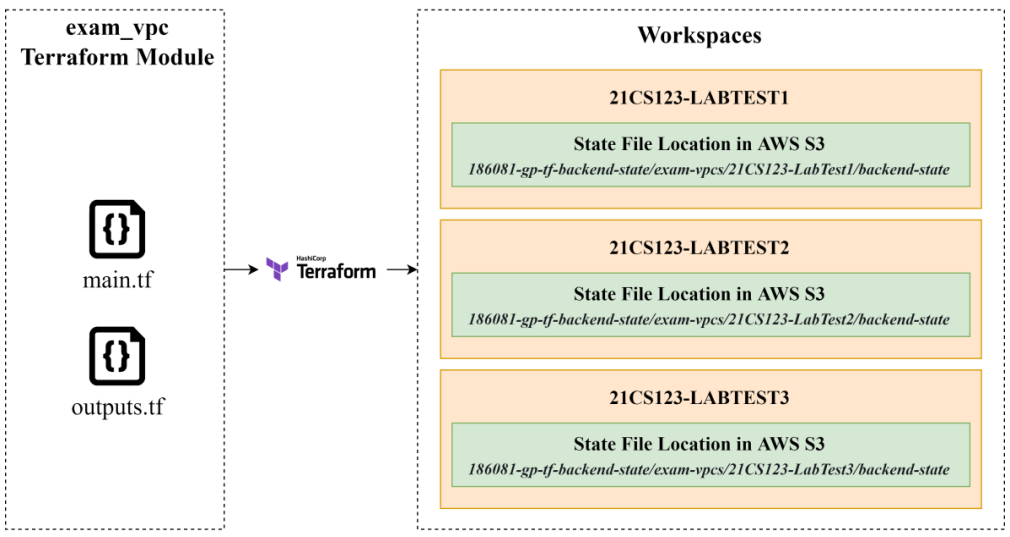 exam_vpc
Terraform Module
main.tf
outputs.tf
HashiCorp
Terraform
Workspaces
21CS123-LABTEST1
State File Location in AWS S3
186081-gp-tf-backend-state/exam-vpcs/21CS123-LabTest1/backend-state
21CS123-LABTEST2
State File Location in AWS S3
186081-gp-tf-backend-state/exam-vpcs/21CS123-LabTest2/backend-state
21CS123-LABTEST3
State File Location in AWS S3
186081-gp-tf-backend-state/exam-vpcs/21CS123-LabTest3/backend-state